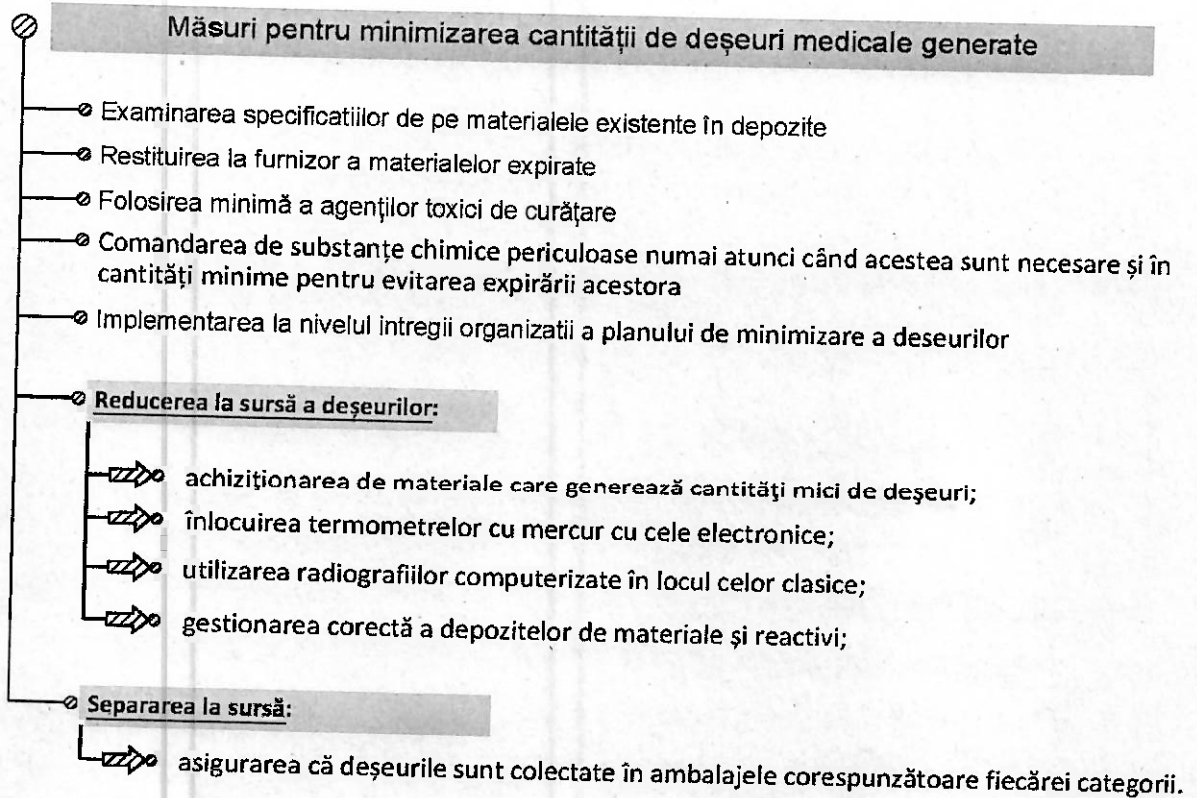 Măsuri pentru minimizarea cantității de deșeuri medicale generate
Examinarea specificatiilor de pe materialele existente în depozite
Restituirea la furnizor a materialelor expirate
Folosirea minimă a agenților toxici de curățare
Comandarea de substanțe chimice periculoase numai atunci când acestea sunt necesare și în
cantități minime pentru evitarea expirării acestora
Implementarea la nivelul intregii organizatii a planului de minimizare a deseurilor
Reducerea la sursă a deșeurilor:
achiziționarea de materiale care generează cantități mici de deșeuri;
înlocuirea termometrelor cu mercur cu cele electronice;
utilizarea radiografiilor computerizate în locul celor clasice;
gestionarea corectă a depozitelor de materiale și reactivi;
Separarea la sursă:
asigurarea că deșeurile sunt colectate în ambalajele corespunzătoare fiecărei categorii.